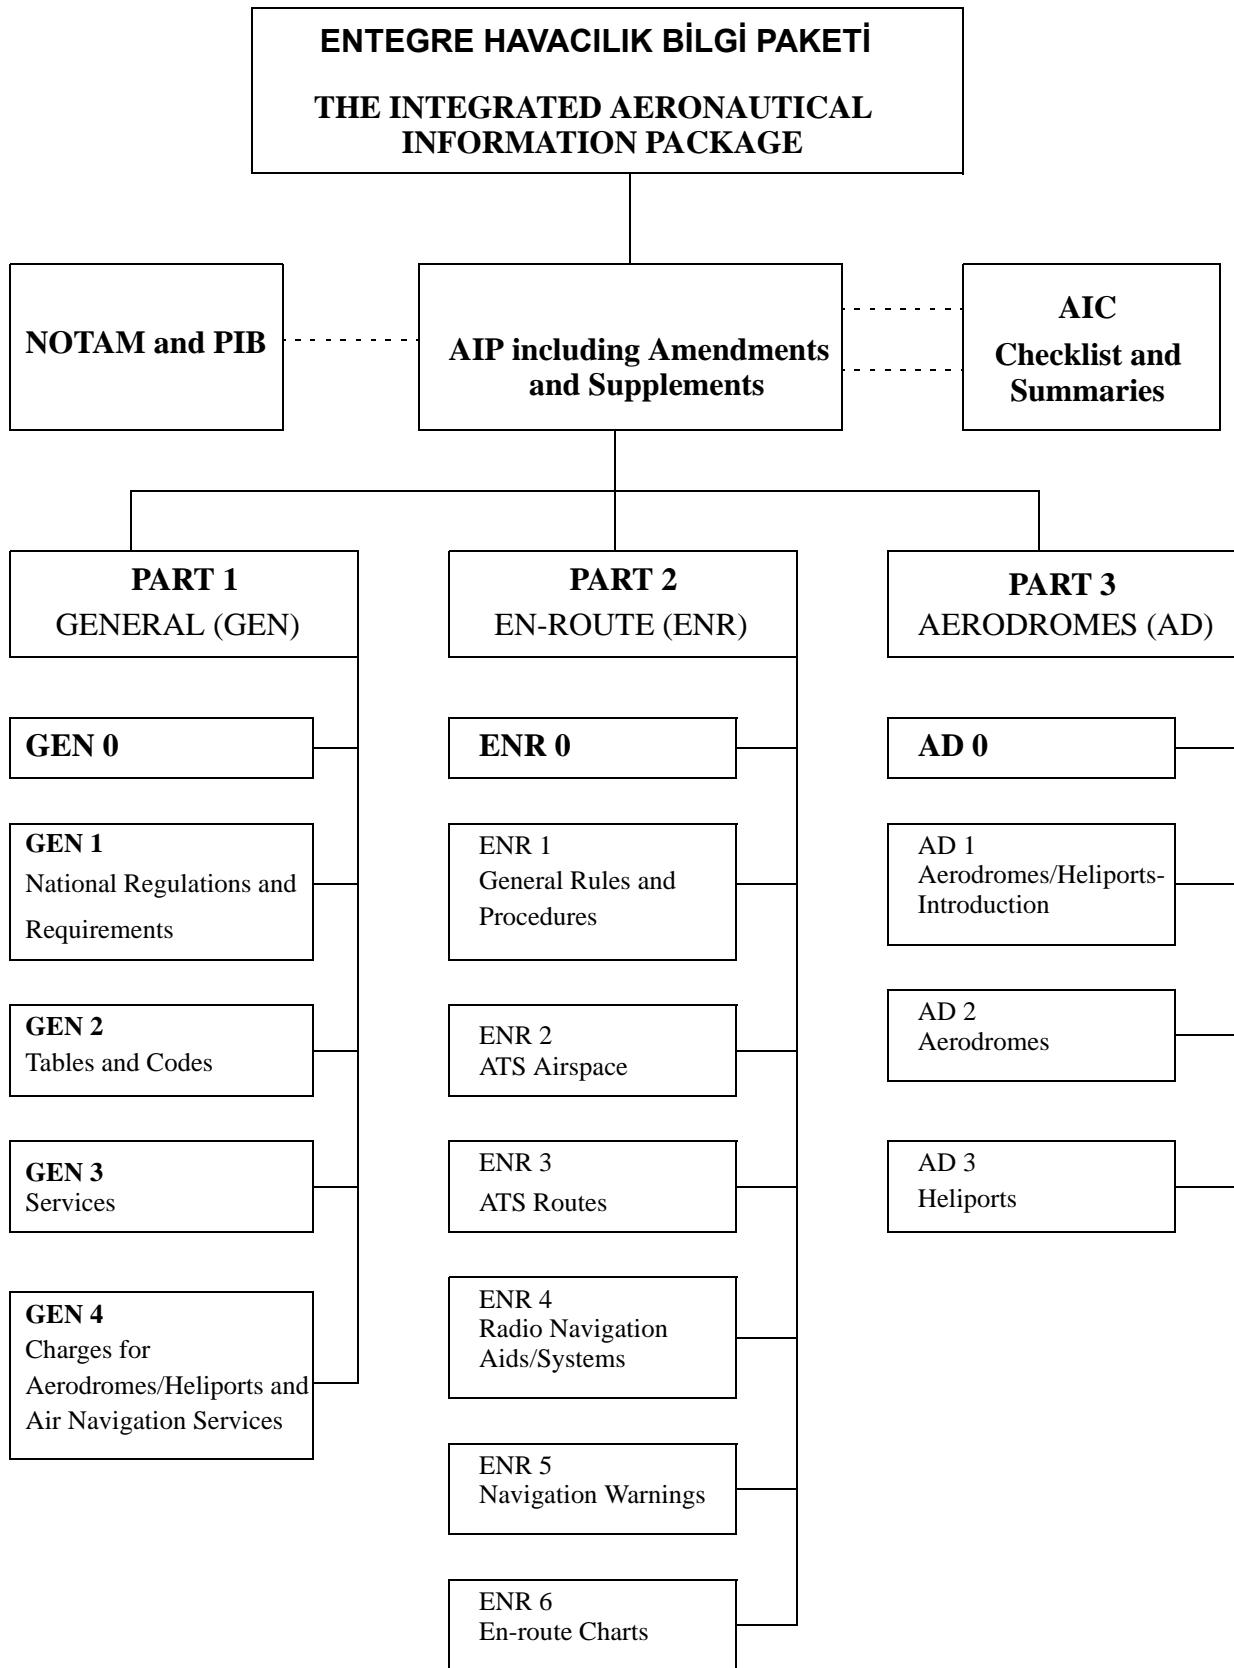 ENTEGRE HAVACILIK BİLGİ PAKETİ
THE INTEGRATED AERONAUTICAL
INFORMATION PACKAGE
NOTAM and PIB
AIP including Amendments
and Supplements
AIC
Checklist and
Summaries
PART 1
GENERAL (GEN)
PART 2
EN-ROUTE (ENR)
PART 3
AERODROMES (AD)
GEN 0
ENR 0
AD 0
GEN 1
National Regulations and
Requirements
ENR 1
General Rules and
Procedures
AD 1
Aerodromes/Heliports-
Introduction
GEN 2
Tables and Codes
ENR 2
ATS Airspace
AD 2
Aerodromes
GEN 3
Services
ENR 3
ATS Routes
AD 3
Heliports
GEN 4
Charges for
Aerodromes/Heliports and
Air Navigation Services
ENR 4
Radio Navigation
Aids/Systems
ENR 5
Navigation Warnings
ENR 6
En-route Charts